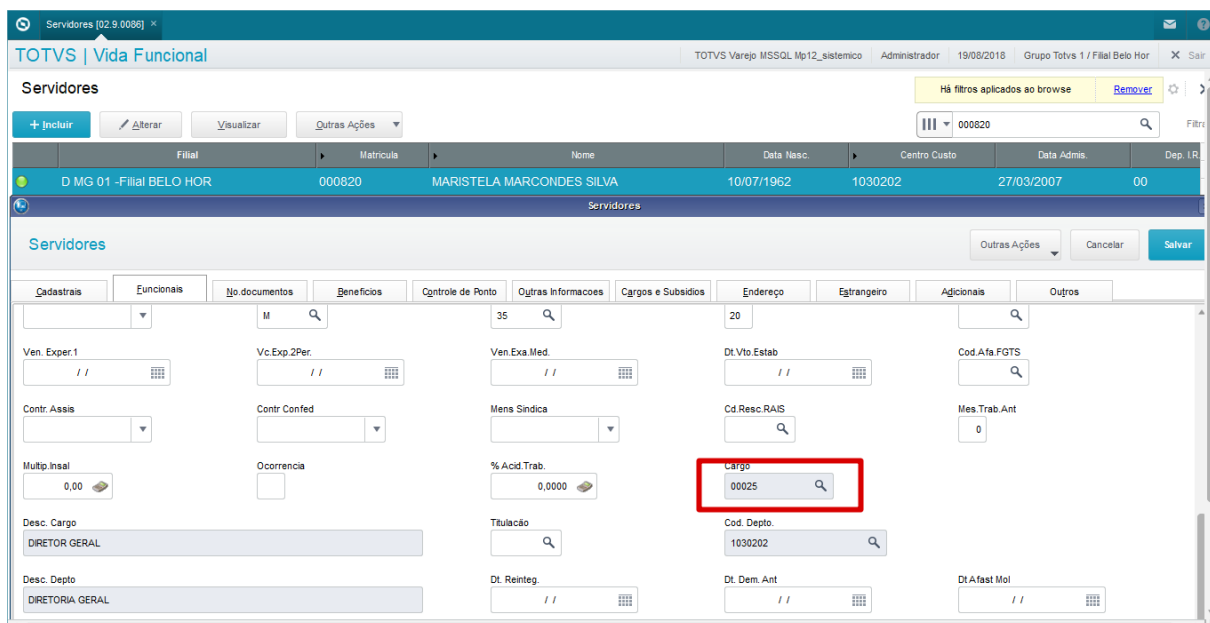 Servidores [02.9.0086] ×
TOTVS | Vida Funcional
TOTVS Varejo MSSQL Mp12_sistemico Administrador 19/08/2018 Grupo Totvs 1 / Filial Belo Hor Sair
Servidores
Há filtros aplicados ao browse Remover
+ Incluir Alterar Visualizar Outras Ações 000820 Filtra
Filial Matricula Nome Data Nasc. Centro Custo Data Admis. Dep. I.R.
D MG 01 -Filial BELO HOR 000820 MARISTELA MARCONDES SILVA 10/07/1962 1030202 27/03/2007 00
Servidores
Servidores Outras Ações Cancelar Salvar
Cadastrais Funcionais No.documentos Beneficios Controle de Ponto Outras Informacoes Cargos e Subsidios Endereço Estrangeiro Adicionais Outros
M 35 20
Ven. Exper.1 Vc.Exp.2Per. Ven.Exa.Med. Dt.Vto.Estab Cod.Afa.FGTS
/ / / / / / / /
Contr. Assis Contr Confed Mens Sindica Cd.Resc.RAIS Mes.Trab.Ant
0
Multip.Insal Ocorrencia % Acid.Trab. Cargo
0,00 0,0000 00025
Desc. Cargo Titulacão Cod. Depto.
DIRETOR GERAL 1030202
Desc. Depto Dt. Reinteg. Dt. Dem. Ant Dt Afast Mol
DIRETORIA GERAL / / / / / /